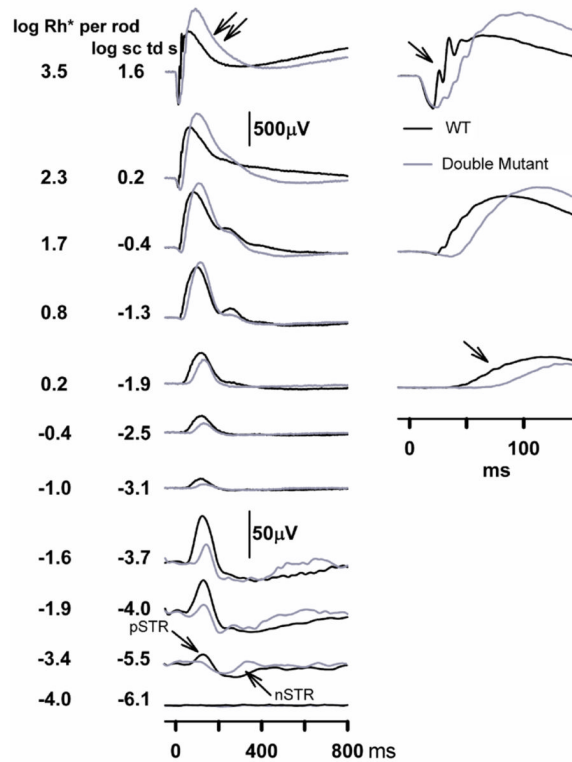 log Rh* per rod
log sc td s
3.5 1.6
500µV
WT
Double Mutant
2.3 0.2
1.7 -0.4
0.8 -1.3
0.2 -1.9
-0.4 -2.5
0 100
ms
-1.0 -3.1
50µV
-1.6 -3.7
-1.9 -4.0
pSTR
-3.4 -5.5
nSTR
-4.0 -6.1
0 400 800 ms